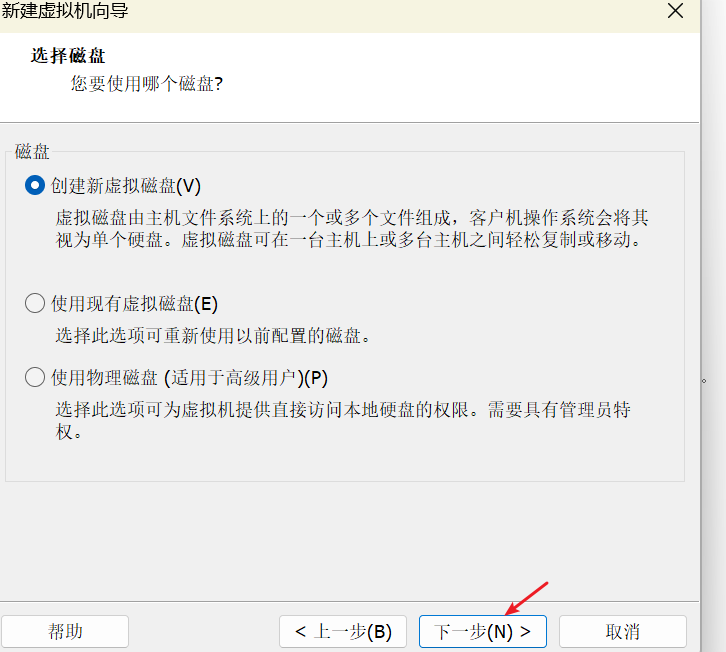 新建虚拟机向导
选择磁盘
您要使用哪个磁盘?
磁盘
创建新虚拟磁盘(V)
虚拟磁盘由主机文件系统上的一个或多个文件组成，客户机操作系统会将其
视为单个硬盘。虚拟磁盘可在一台主机上或多台主机之间轻松复制或移动。
使用现有虚拟磁盘(E)
选择此选项可重新使用以前配置的磁盘。
使用物理磁盘 (适用于高级用户)(P)
选择此选项可为虚拟机提供直接访问本地硬盘的权限。需要具有管理员特
权。
。
帮助
< 上一步(B)
下一步(N) >
取消